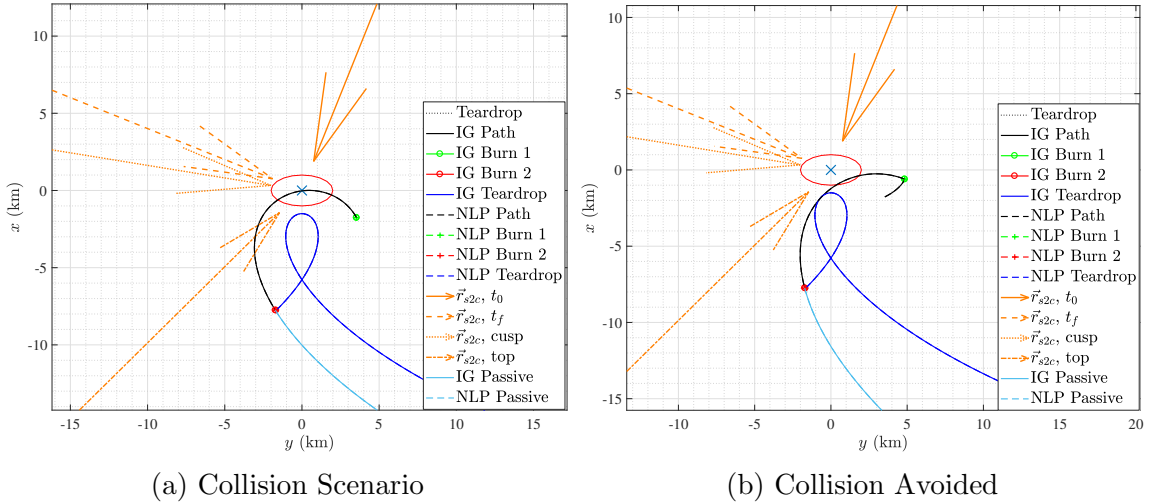 10
5
0
-5
-10
x (km)
-15
-10
-5
0
5
10
15
y (km)
Teardrop
IG Path
IG Burn 1
IG Burn 2
IG Teardrop
NLP Path
NLP Burn 1
NLP Burn 2
NLP Teardrop
r⃗s2c, t0
r⃗s2c, tf
r⃗s2c, cusp
r⃗s2c, top
IG Passive
NLP Passive
(a) Collision Scenario
10
5
0
-5
-10
-15
x (km)
-10
-5
0
5
10
15
20
y (km)
Teardrop
IG Path
IG Burn 1
IG Burn 2
IG Teardrop
NLP Path
NLP Burn 1
NLP Burn 2
NLP Teardrop
r⃗s2c, t0
r⃗s2c, tf
r⃗s2c, cusp
r⃗s2c, top
IG Passive
NLP Passive
(b) Collision Avoided